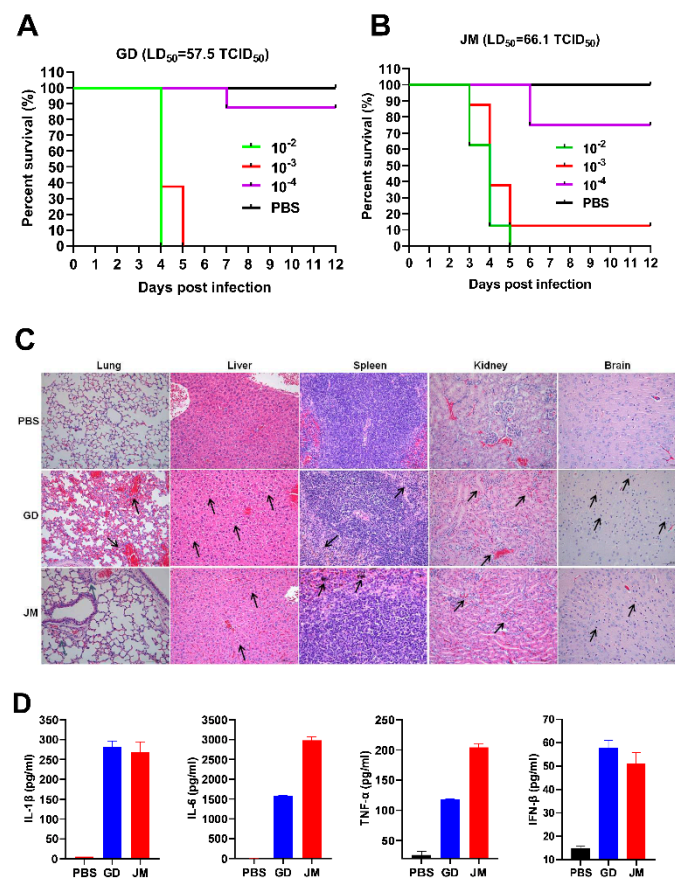 A
GD (LD50=57.5 TCID50)
Percent survival (%)
110
100
90
80
70
60
50
40
30
20
10
0
10-2
10-3
10-4
PBS
0 1 2 3 4 5 6 7 8 9 10 11 12
Days post infection
B
JM (LD50=66.1 TCID50)
Percent survival (%)
110
100
90
80
70
60
50
40
30
20
10
0
10-2
10-3
10-4
PBS
0 1 2 3 4 5 6 7 8 9 10 11 12
Days post infection
C
Lung Liver Spleen Kidney Brain
PBS
GD
JM
D
IL-1β (pg/ml)
350
300
250
200
150
100
50
0
PBS GD JM
IL-6 (pg/ml)
3500
3000
2500
2000
1500
1000
500
0
PBS GD JM
TNF-α (pg/ml)
250
200
150
100
50
PBS GD JM
IFN-β (pg/ml)
70
60
50
40
30
20
10
PBS GD JM